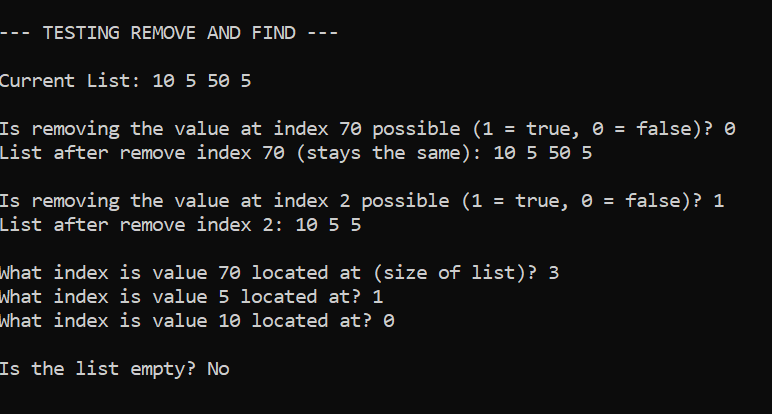 --- TESTING REMOVE AND FIND ---
Current List: 10 5 50 5
Is removing the value at index 70 possible (1 = true, 0 = false)? 0
List after remove index 70 (stays the same): 10 5 50 5
Is removing the value at index 2 possible (1 = true, 0 = false)? 1
List after remove index 2: 10 5 5
What index is value 70 located at (size of list)? 3
What index is value 5 located at? 1
What index is value 10 located at? 0
Is the list empty? No